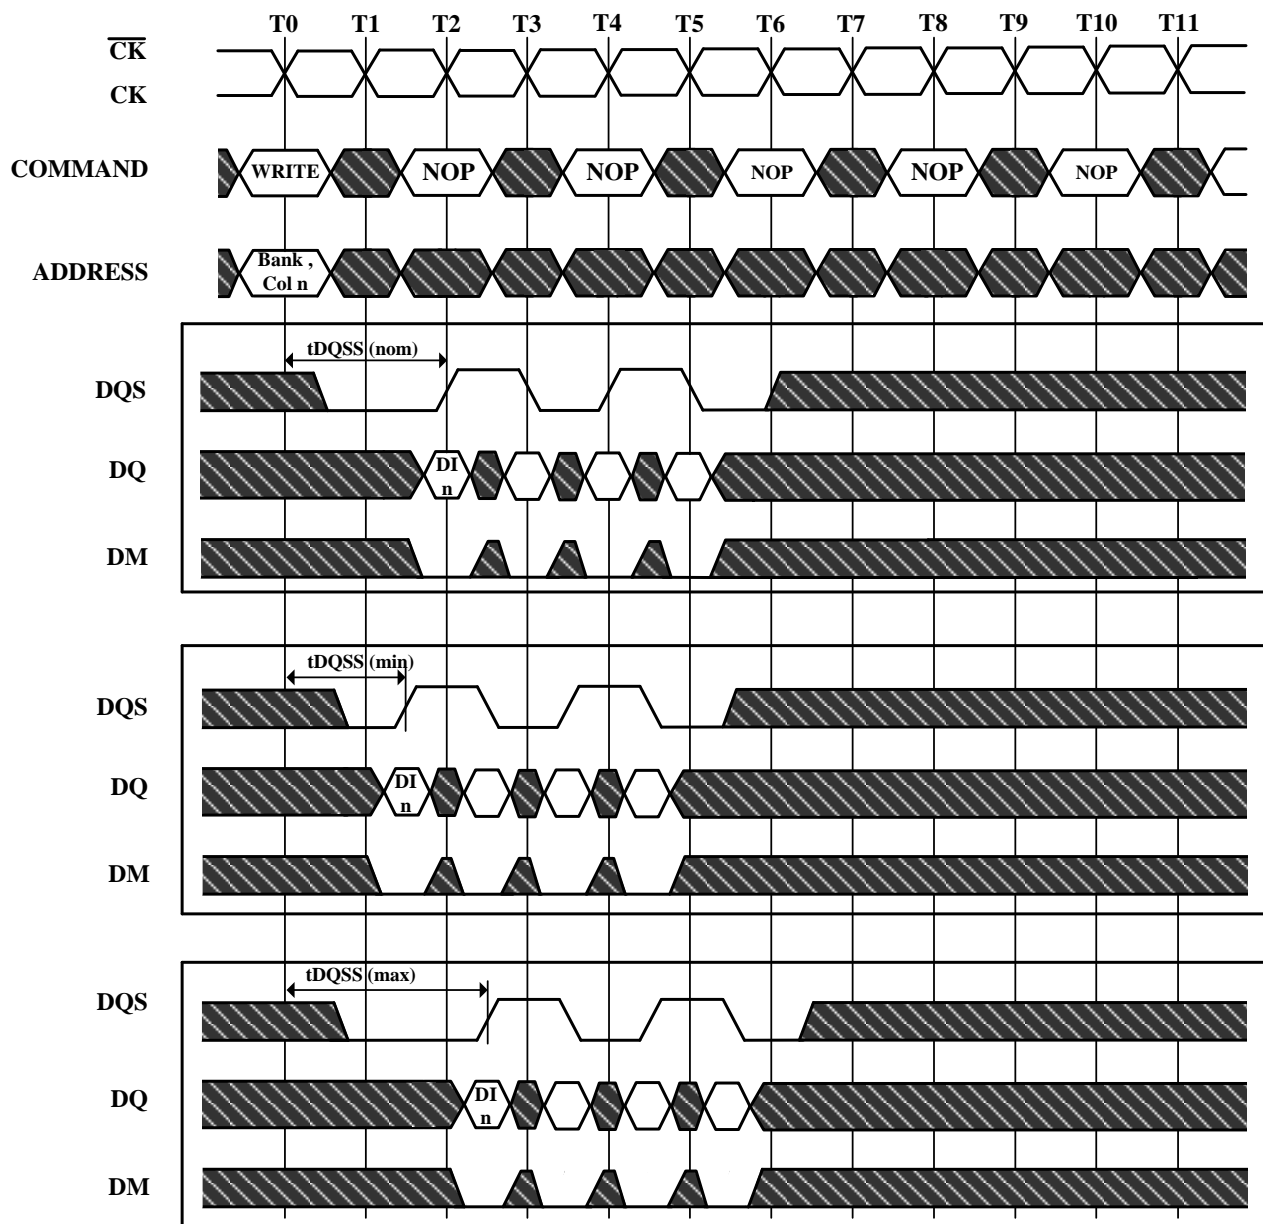 T0 T1 T2 T3 T4 T5 T6 T7 T8 T9 T10 T11
CK
CK
COMMAND WRITE NOP NOP NOP NOP NOP
ADDRESS Bank ,
Col n
tDQSS (nom)
DQS
DQ DI
n
DM
tDQSS (min)
DQS
DQ DI
n
DM
tDQSS (max)
DQS
DQ DI
n
DM